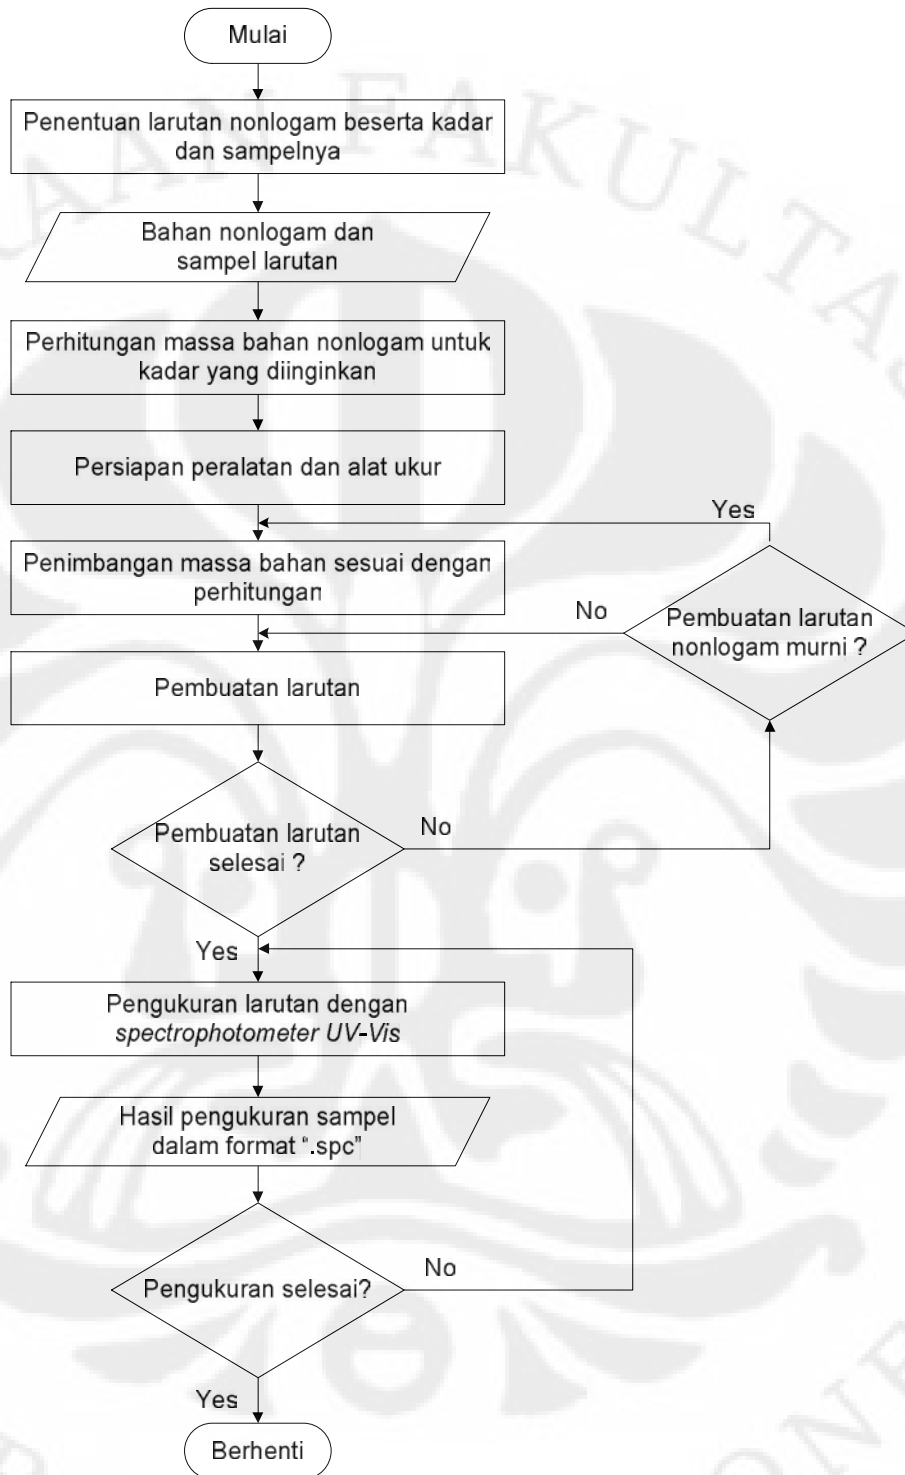 Mulai
Penentuan larutan nonlogam beserta kadar
dan sampelnya
Bahan nonlogam dan
sampel larutan
Perhitungan massa bahan nonlogam untuk
kadar yang diinginkan
Persiapan peralatan dan alat ukur
Yes
Penimbangan massa bahan sesuai dengan
perhitungan
No
Pembuatan larutan
nonlogam murni ?
Pembuatan larutan
Pembuatan larutan
selesai ?
No
Yes
Pengukuran larutan dengan
spectrophotometer UV-Vis
Hasil pengukuran sampel
dalam format “.spc”
Pengukuran selesai?
No
Yes
Berhenti